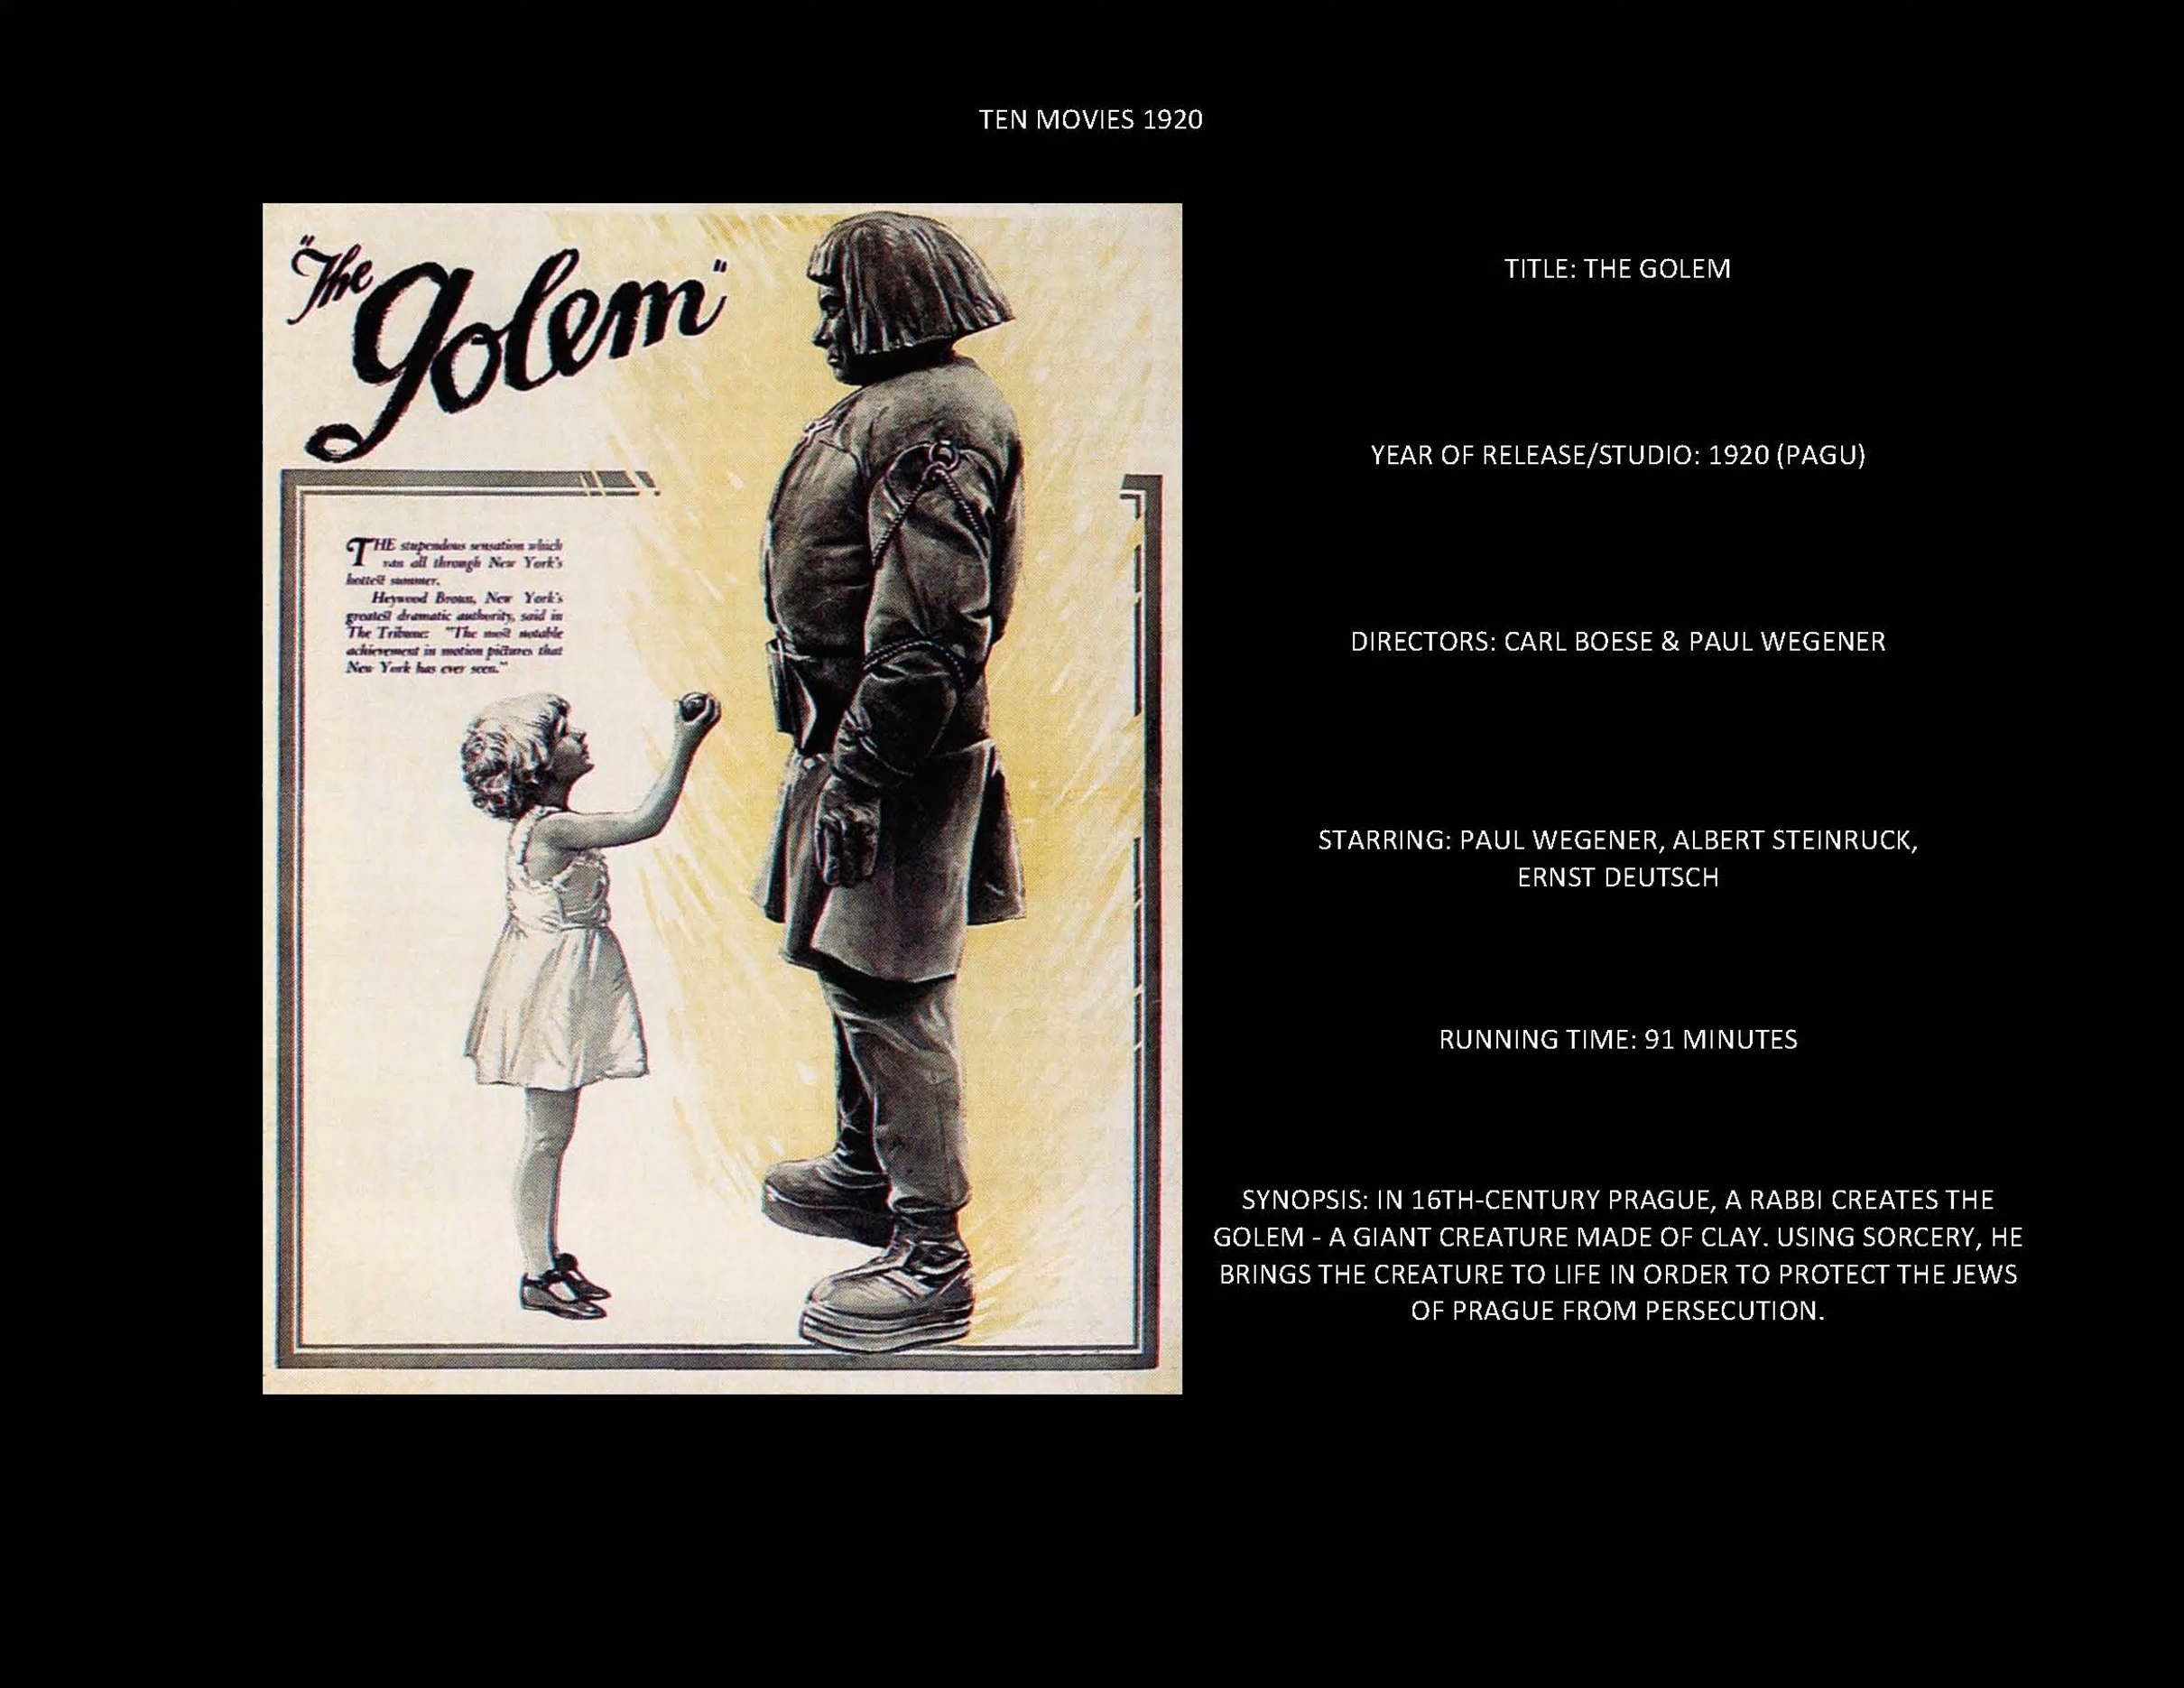 TEN MOVIES 1920
"The
Golem"
THE stupendous sensation which
ran all through New York's
hottest summer.
Heywood Broun, New York's
greatest dramatic authority, said in
The Tribune: "The most notable
achievement in motion pictures that
New York has ever seen."
TITLE: THE GOLEM
YEAR OF RELEASE/STUDIO: 1920 (PAGU)
DIRECTORS: CARL BOESE & PAUL WEGENER
STARRING: PAUL WEGENER, ALBERT STEINRUCK,
ERNST DEUTSCH
RUNNING TIME: 91 MINUTES
SYNOPSIS: IN 16TH-CENTURY PRAGUE, A RABBI CREATES THE
GOLEM - A GIANT CREATURE MADE OF CLAY. USING SORCERY, HE
BRINGS THE CREATURE TO LIFE IN ORDER TO PROTECT THE JEWS
OF PRAGUE FROM PERSECUTION.